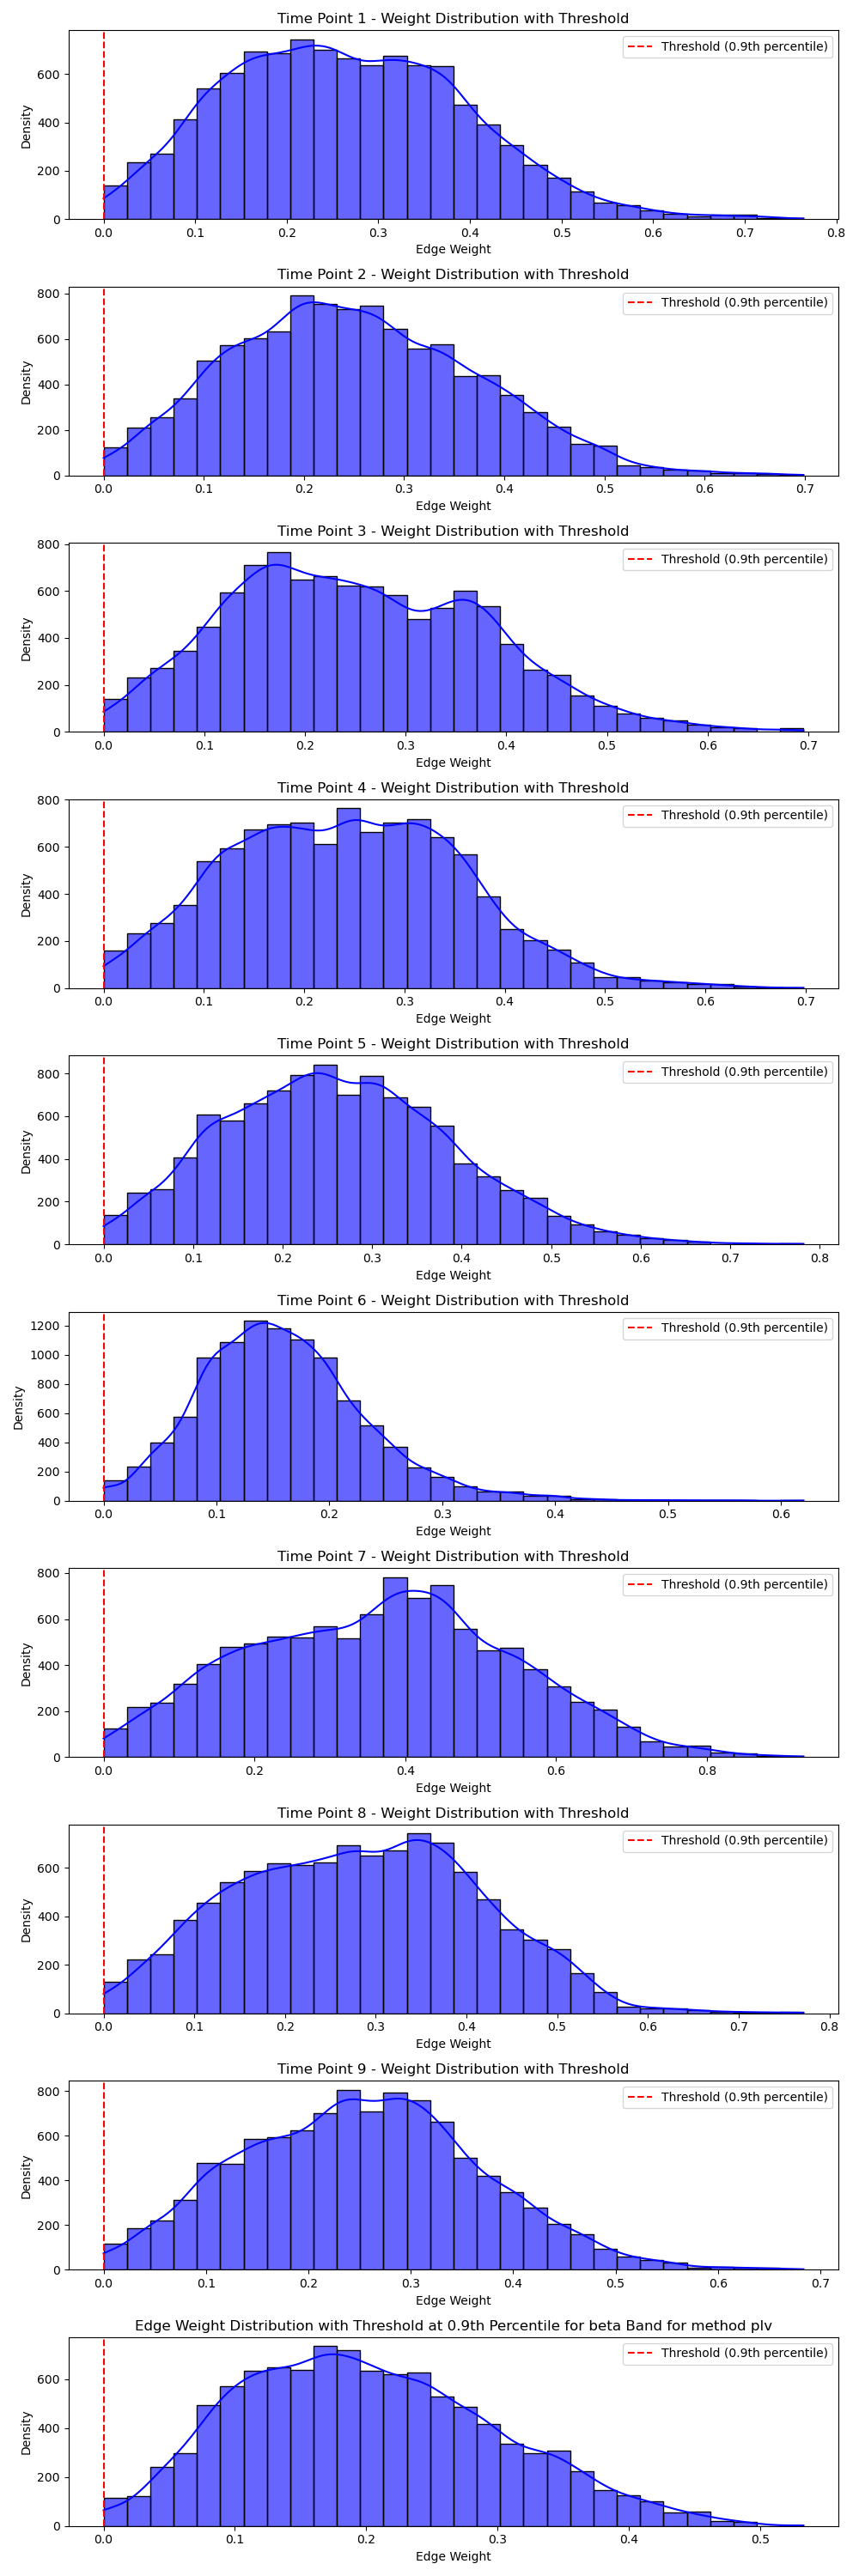 Time Point 1 - Weight Distribution with Threshold
Threshold (0.9th percentile)
Density
600
400
200
0
0.0 0.1 0.2 0.3 0.4 0.5 0.6 0.7 0.8
Edge Weight
Time Point 2 - Weight Distribution with Threshold
Threshold (0.9th percentile)
Density
800
600
400
200
0
0.0 0.1 0.2 0.3 0.4 0.5 0.6 0.7
Edge Weight
Time Point 3 - Weight Distribution with Threshold
Threshold (0.9th percentile)
Density
800
600
400
200
0
0.0 0.1 0.2 0.3 0.4 0.5 0.6 0.7
Edge Weight
Time Point 4 - Weight Distribution with Threshold
Threshold (0.9th percentile)
Density
800
600
400
200
0
0.0 0.1 0.2 0.3 0.4 0.5 0.6 0.7
Edge Weight
Time Point 5 - Weight Distribution with Threshold
Threshold (0.9th percentile)
Density
800
600
400
200
0
0.0 0.1 0.2 0.3 0.4 0.5 0.6 0.7 0.8
Edge Weight
Time Point 6 - Weight Distribution with Threshold
Threshold (0.9th percentile)
Density
1200
1000
800
600
400
200
0
0.0 0.1 0.2 0.3 0.4 0.5 0.6
Edge Weight
Time Point 7 - Weight Distribution with Threshold
Threshold (0.9th percentile)
Density
800
600
400
200
0
0.0 0.2 0.4 0.6 0.8
Edge Weight
Time Point 8 - Weight Distribution with Threshold
Threshold (0.9th percentile)
Density
600
400
200
0
0.0 0.1 0.2 0.3 0.4 0.5 0.6 0.7 0.8
Edge Weight
Time Point 9 - Weight Distribution with Threshold
Threshold (0.9th percentile)
Density
800
600
400
200
0
0.0 0.1 0.2 0.3 0.4 0.5 0.6 0.7
Edge Weight
Edge Weight Distribution with Threshold at 0.9th Percentile for beta Band for method plv
Threshold (0.9th percentile)
Density
600
400
200
0
0.0 0.1 0.2 0.3 0.4 0.5
Edge Weight